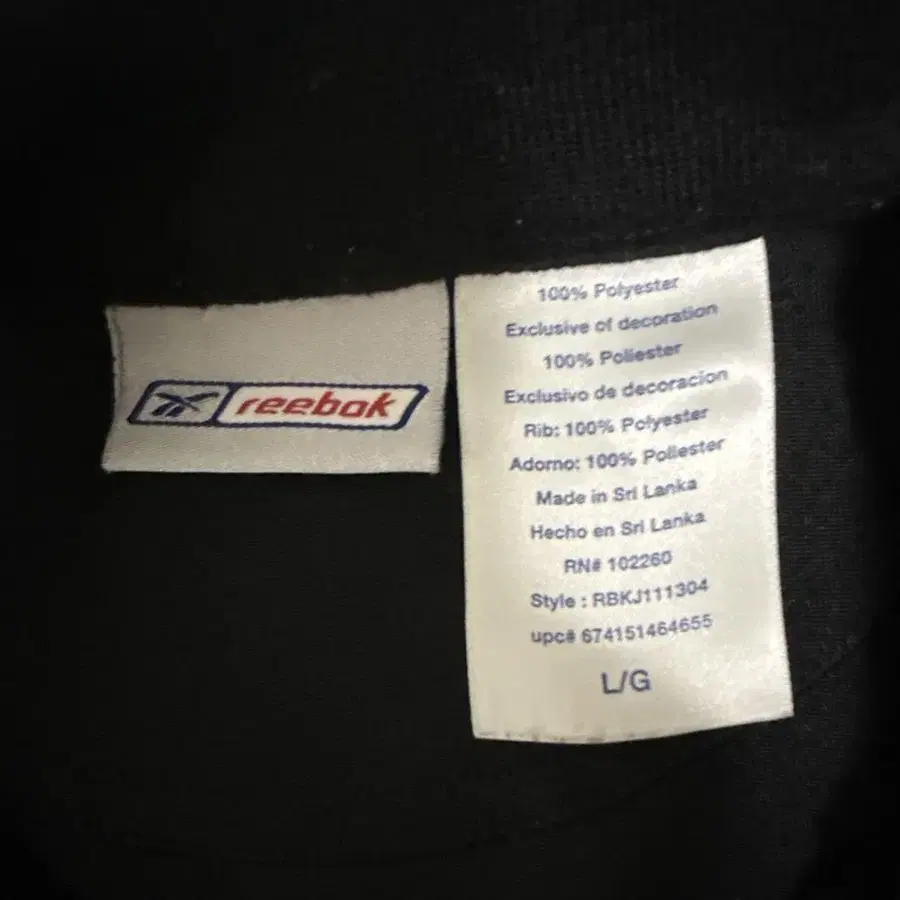 reebok
100% Polyester
Exclusive of decoration
100% Poliester
Exclusivo de decoracion
Rib: 100% Polyester
Adorno: 100% Poliester
Made in Sri Lanka
Hecho en Sri Lanka
RN# 102260
Style : RBKJ111304
upc# 674151464655
L/G